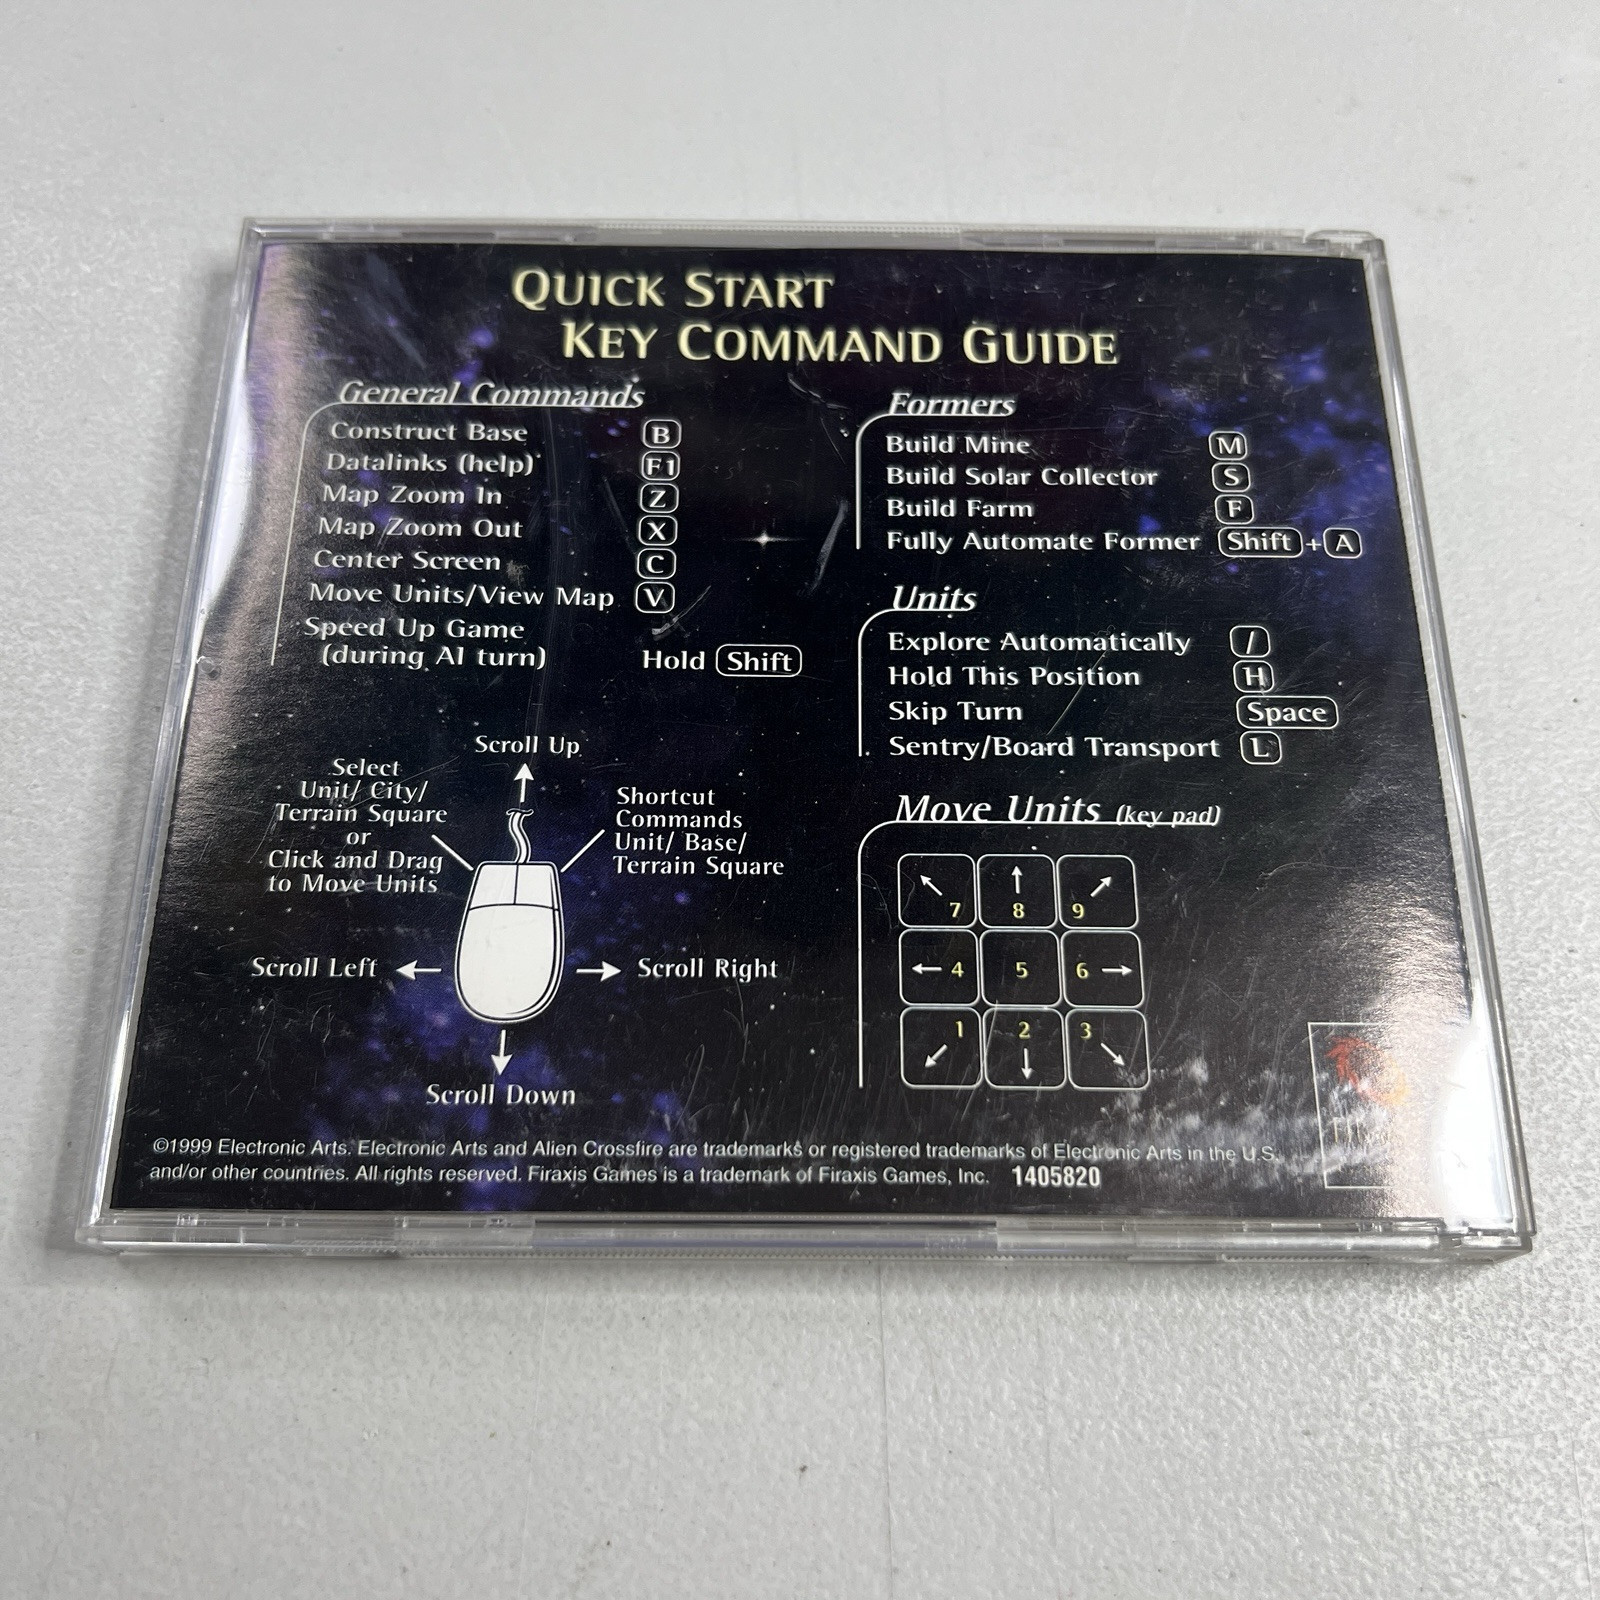 QUICK START
KEY COMMAND GUIDE
General Commands
Construct Base B
Datalinks (help) F1
Map Zoom In Z
Map Zoom Out X
Center Screen C
Move Units/View Map V
Speed Up Game
(during AI turn) Hold Shift
Scroll Up
Select
Unit/ City/
Terrain Square
or
Click and Drag
to Move Units
Shortcut
Commands
Unit/ Base/
Terrain Square
Scroll Left
Scroll Right
Scroll Down
Formers
Build Mine M
Build Solar Collector S
Build Farm F
Fully Automate Former Shift + A
Units
Explore Automatically /
Hold This Position H
Skip Turn Space
Sentry/Board Transport L
Move Units (key pad)
7 8 9
4 5 6
1 2 3
©1999 Electronic Arts. Electronic Arts and Alien Crossfire are trademarks or registered trademarks of Electronic Arts in the U.S.
and/or other countries. All rights reserved. Firaxis Games is a trademark of Firaxis Games, Inc. 1405820